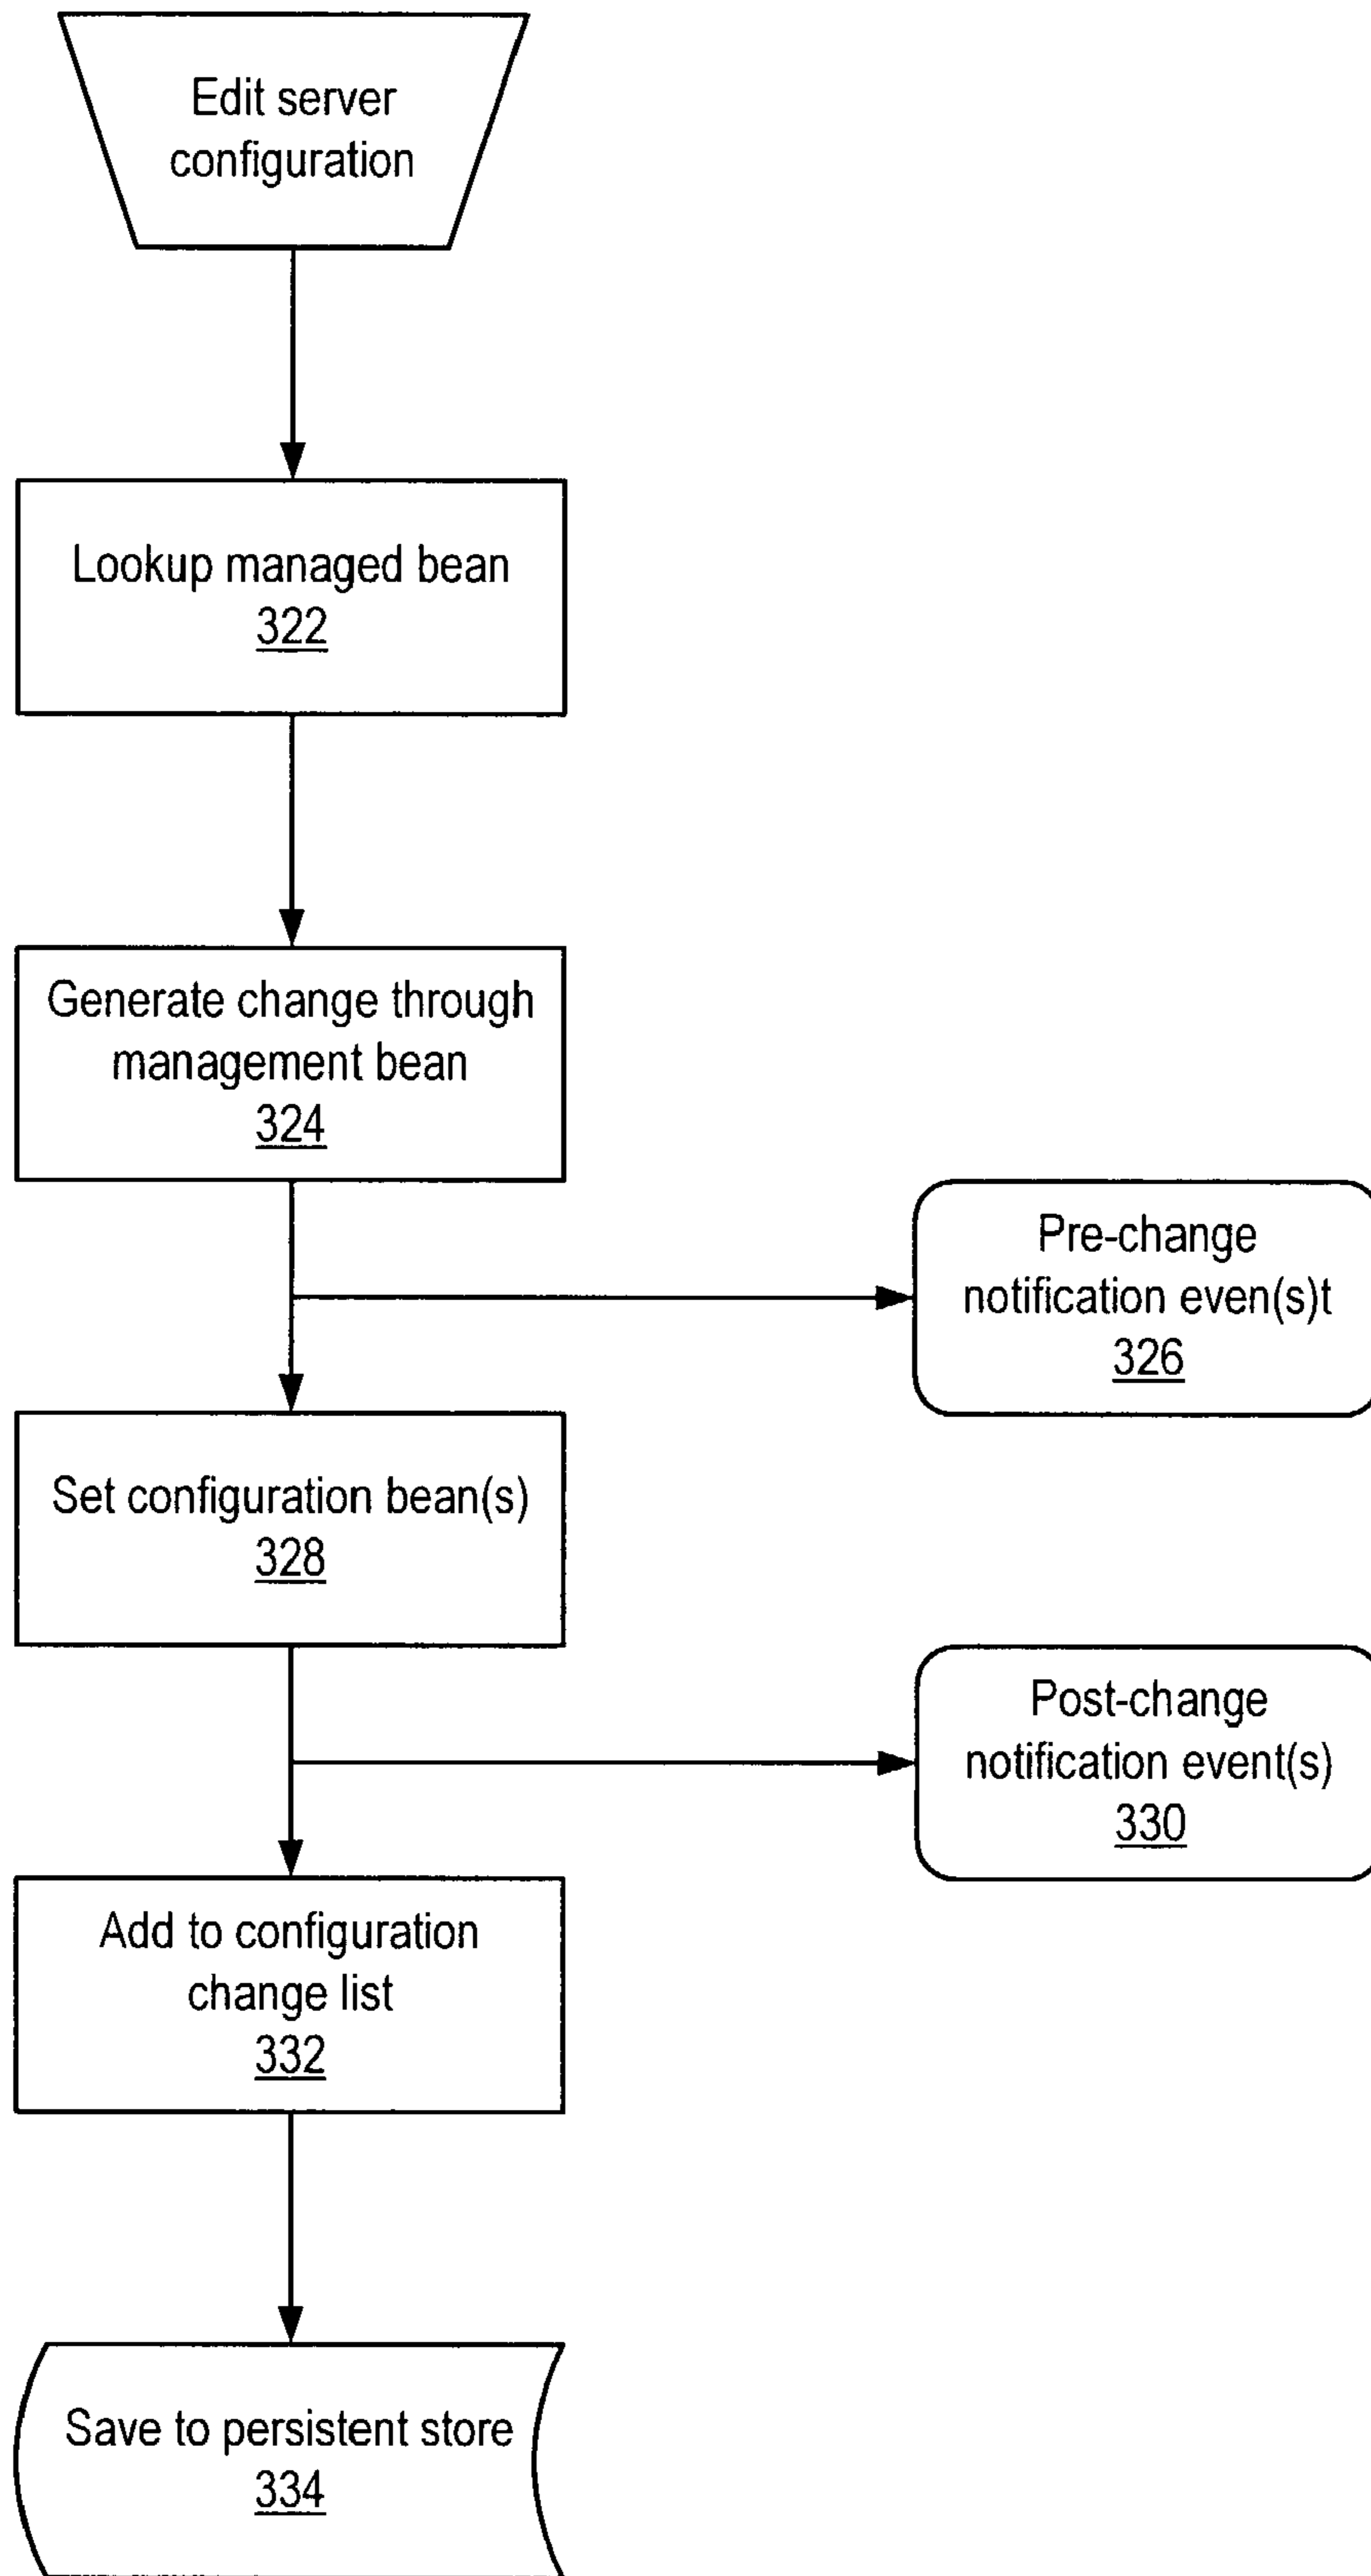 Edit server
configuration
Lookup managed bean
322
Generate change through
management bean
324
Pre-change
notification even(s)t
326
Set configuration bean(s)
328
Post-change
notification event(s)
330
Add to configuration
change list
332
Save to persistent store
334